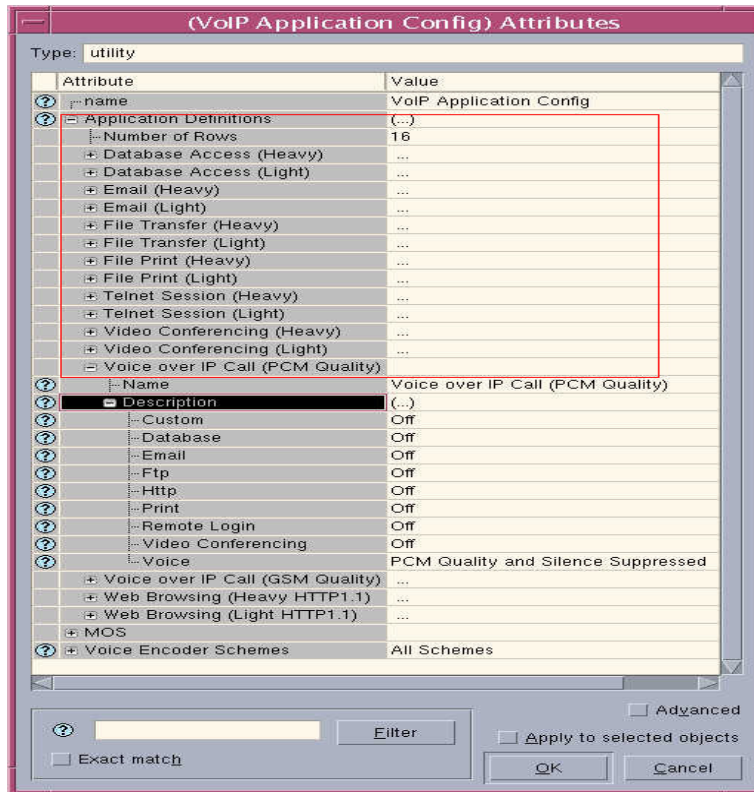 (VoIP Application Config) Attributes
Type: utility
Attribute Value
name VoIP Application Config
Application Definitions (...)
Number of Rows 16
Database Access (Heavy) ...
Database Access (Light) ...
Email (Heavy) ...
Email (Light) ...
File Transfer (Heavy) ...
File Transfer (Light) ...
File Print (Heavy) ...
File Print (Light) ...
Telnet Session (Heavy) ...
Telnet Session (Light) ...
Video Conferencing (Heavy) ...
Video Conferencing (Light) ...
Voice over IP Call (PCM Quality)
Name Voice over IP Call (PCM Quality)
Description (...)
Custom Off
Database Off
Email Off
Ftp Off
Http Off
Print Off
Remote Login Off
Video Conferencing Off
Voice PCM Quality and Silence Suppressed
Voice over IP Call (GSM Quality) ...
Web Browsing (Heavy HTTP1.1) ...
Web Browsing (Light HTTP1.1) ...
MOS
Voice Encoder Schemes All Schemes
Advanced
Filter
Apply to selected objects
Exact match
OK Cancel